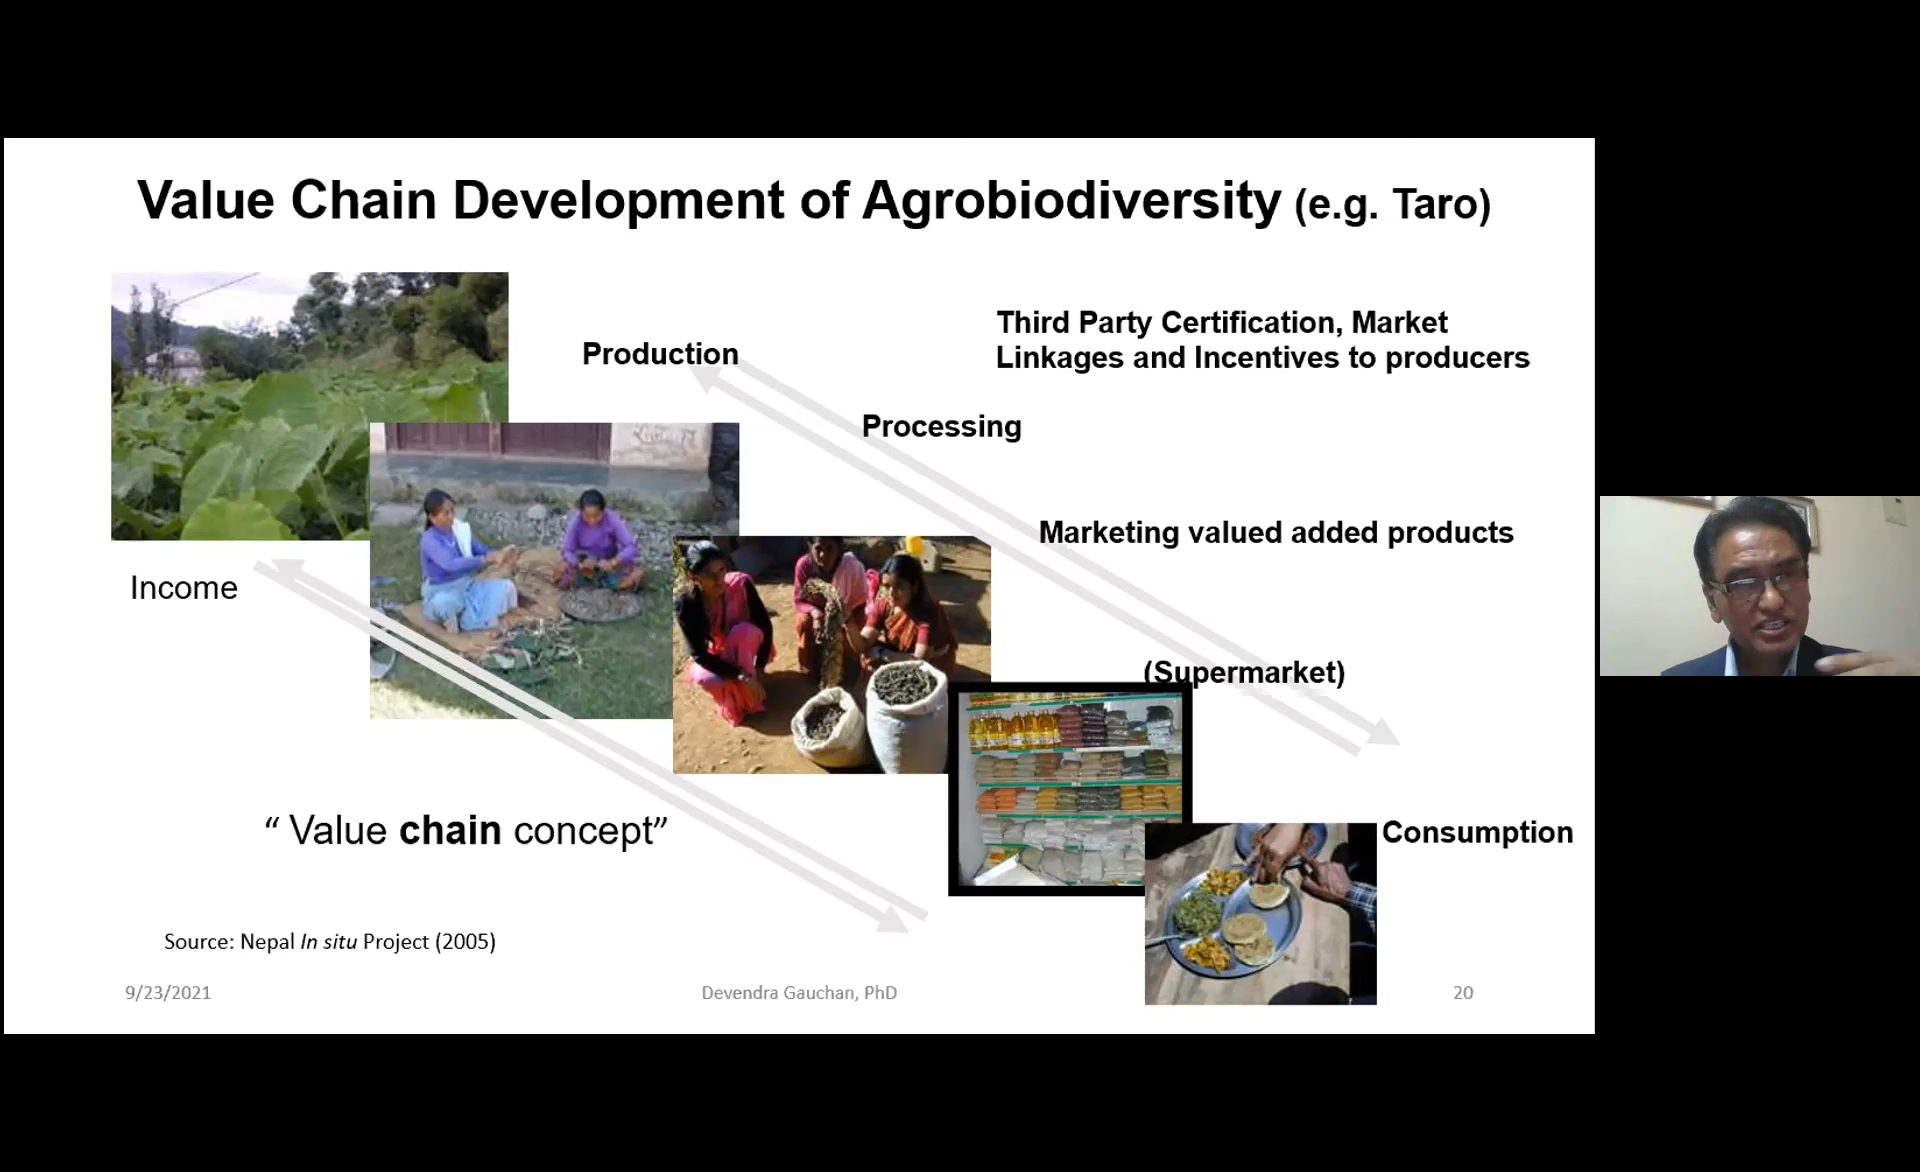 Value Chain Development of Agrobiodiversity (e.g. Taro)
Third Party Certification, Market
Linkages and Incentives to producers
Production
Processing
Marketing valued added products
Income
(Supermarket)
“ Value chain concept”
Consumption
Source: Nepal In situ Project (2005)
9/23/2021
Devendra Gauchan, PhD
20